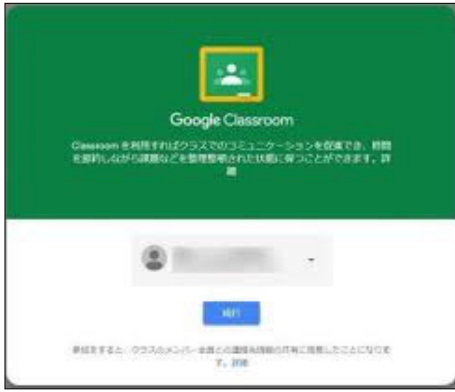 Google Classroom
Classroom を利用すればクラスでのコミュニケーションを促進でき、時間
を節約しながら課題などを整理整頓された状態に保つことができます。詳
細
続行
参加すると、クラスのメンバー全員との連絡先情報の共有に同意したことになりま
す。詳細